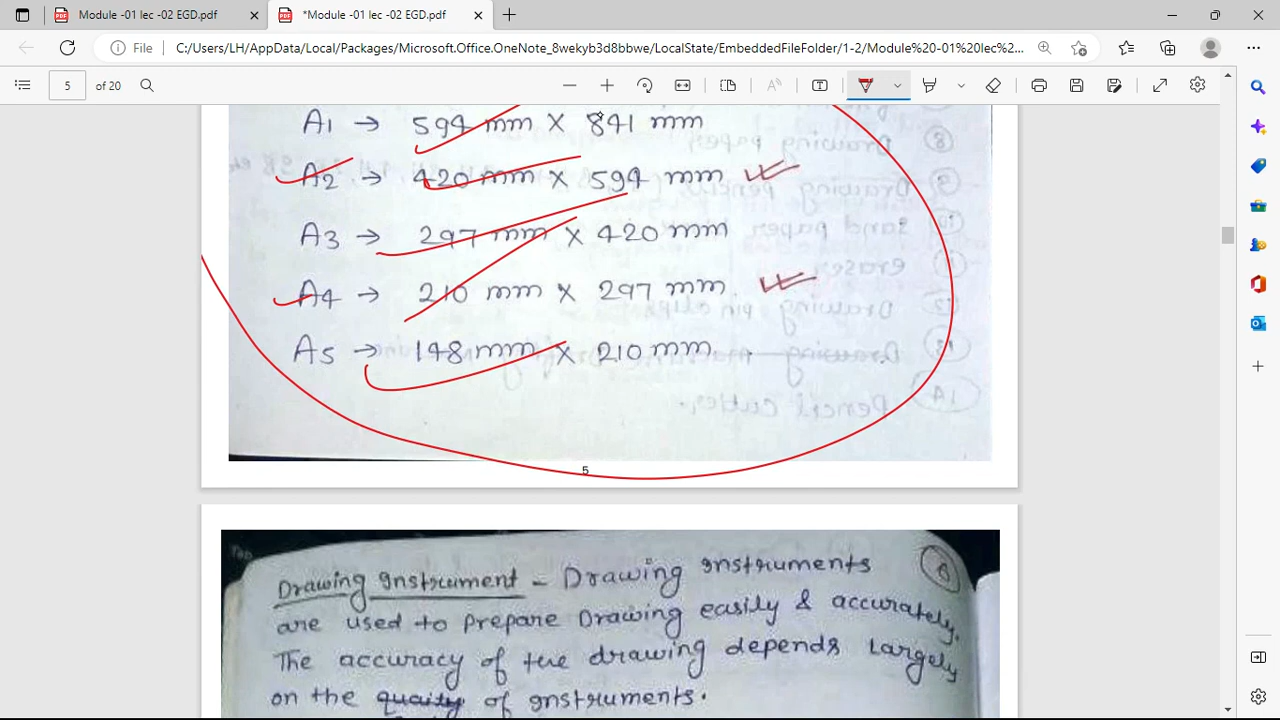 Module -01 lec -02 EGD.pdf
*Module -01 lec -02 EGD.pdf
File
C:/Users/LH/AppData/Local/Packages/Microsoft.Office.OneNote_8wekyb3d8bbwe/LocalState/EmbeddedFileFolder/1-2/Module%20-01%20lec%...
5 of 20
A1 → 594 mm X 841 mm
A2 → 420 mm X 594 mm
A3 → 297 mm X 420 mm
A4 → 210 mm X 297 mm
A5 → 148 mm X 210 mm
5
Drawing Instrument - Drawing Instruments
are used to prepare Drawing easily & accurately.
The accuracy of the drawing depends largely
on the quality of instruments.